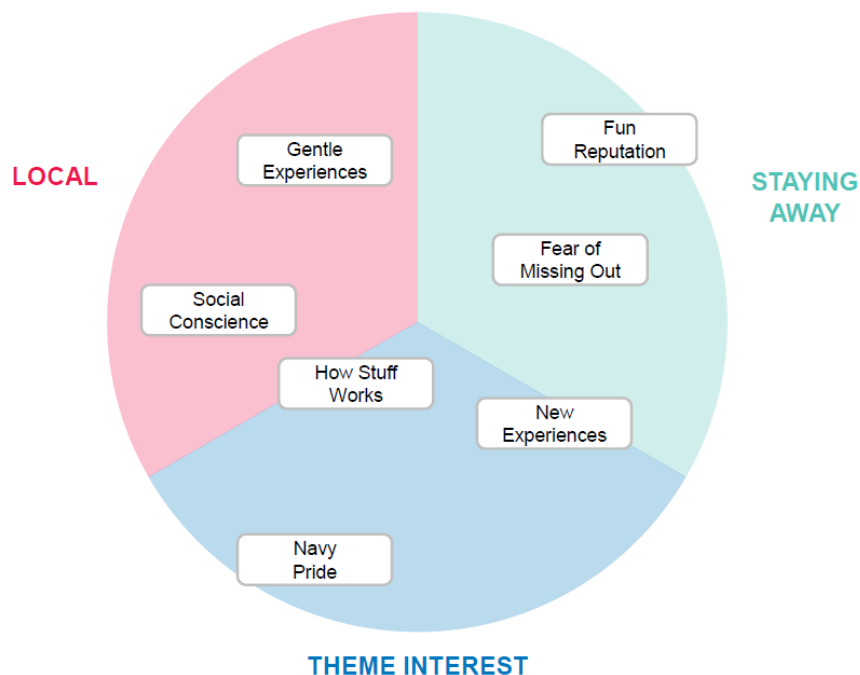 Fun
Reputation
Gentle
Experiences
LOCAL
STAYING
AWAY
Fear of
Missing Out
Social
Conscience
How Stuff
Works
New
Experiences
Navy
Pride
THEME INTEREST